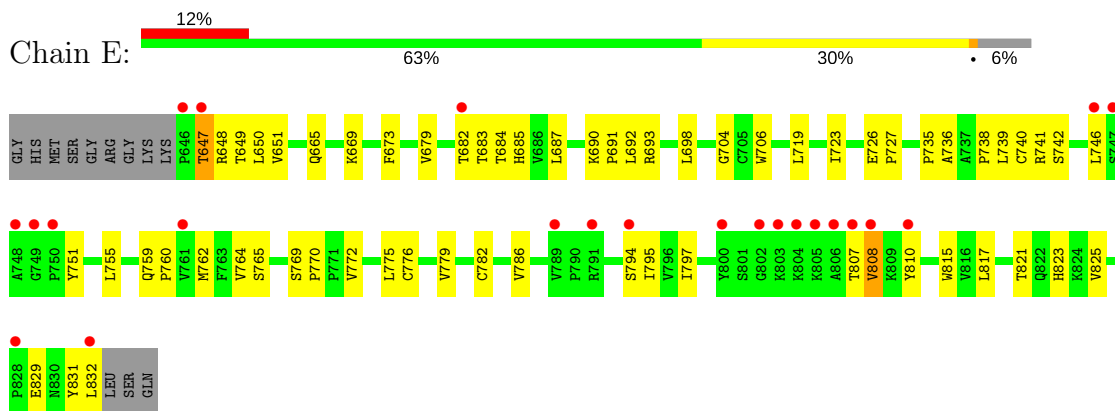 12%
Chain E:
63% 30% • 6%
GLY HIS MET SER GLY ARG GLY LYS LYS P646 T647 R648 T649 L650 V651 Q665 K669 F673 V679 T682 T683 T684 H685 V686 L687 K690 P691 L692 R693 L698 G704 C705 W706 L719 I723 E726 P727 P735 A736 A737 P738 L739 C740 R741 S742 L746 S747
A748 G749 P750 Y751 L755 Q759 P760 V761 M762 F763 V764 S765 S769 P770 P771 V772 L775 C776 V779 C782 V786 V789 P790 R791 S794 I795 V796 I797 Y800 S801 G802 K803 K804 K805 A806 T807 V808 K809 Y810 W815 V816 L817 T821 Q822 H823 K824 V825
P828 E829 N830 Y831 L832 LEU SER GLN